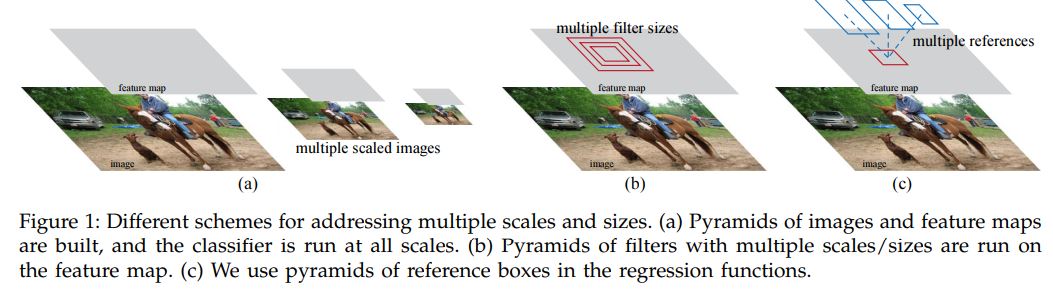 multiple filter sizes
multiple references
feature map
feature map
feature map
multiple scaled images
image
image
image
(a)
(b)
(c)
Figure 1: Different schemes for addressing multiple scales and sizes. (a) Pyramids of images and feature maps
are built, and the classifier is run at all scales. (b) Pyramids of filters with multiple scales/sizes are run on
the feature map. (c) We use pyramids of reference boxes in the regression functions.